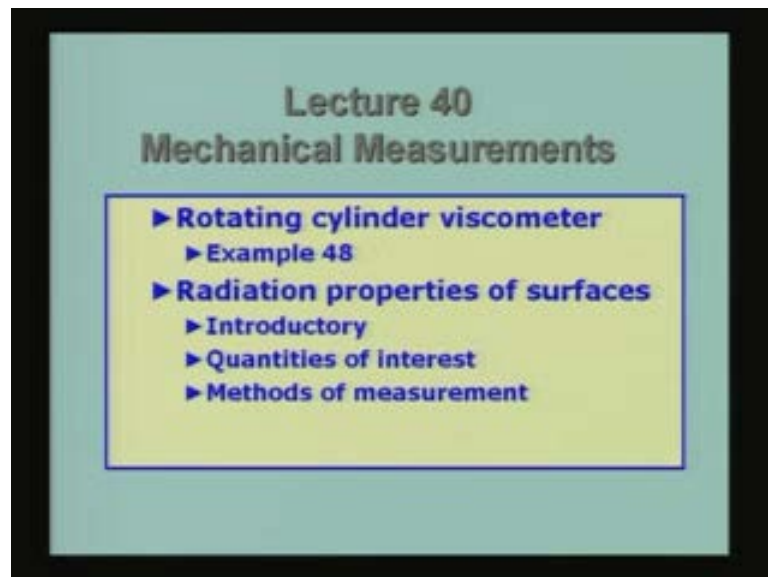 Lecture 40
Mechanical Measurements
►Rotating cylinder viscometer
►Example 48
►Radiation properties of surfaces
►Introductory
►Quantities of interest
►Methods of measurement